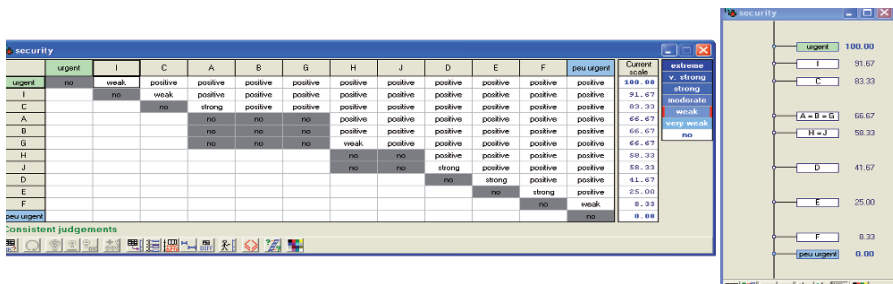 security
urgent I C A B G H J D E F peu urgent Current scale
urgent no weak positive positive positive positive positive positive positive positive positive positive 100.00
I no weak positive positive positive positive positive positive positive positive positive 91.67
C no strong positive positive positive positive positive positive positive positive 83.33
A no no no positive positive positive positive positive positive 66.67
B no no no positive positive positive positive positive positive 66.67
G no no no weak positive positive positive positive positive 66.67
H no no positive positive positive positive 58.33
J no no strong positive positive positive 58.33
D no strong positive positive 41.67
E no strong positive 25.00
F no weak 8.33
peu urgent no 0.00
extreme
v. strong
strong
moderate
weak
very weak
no
Consistent judgements
security
urgent 100.00
I 91.67
C 83.33
A = B = G 66.67
H = J 58.33
D 41.67
E 25.00
F 8.33
peu urgent 0.00